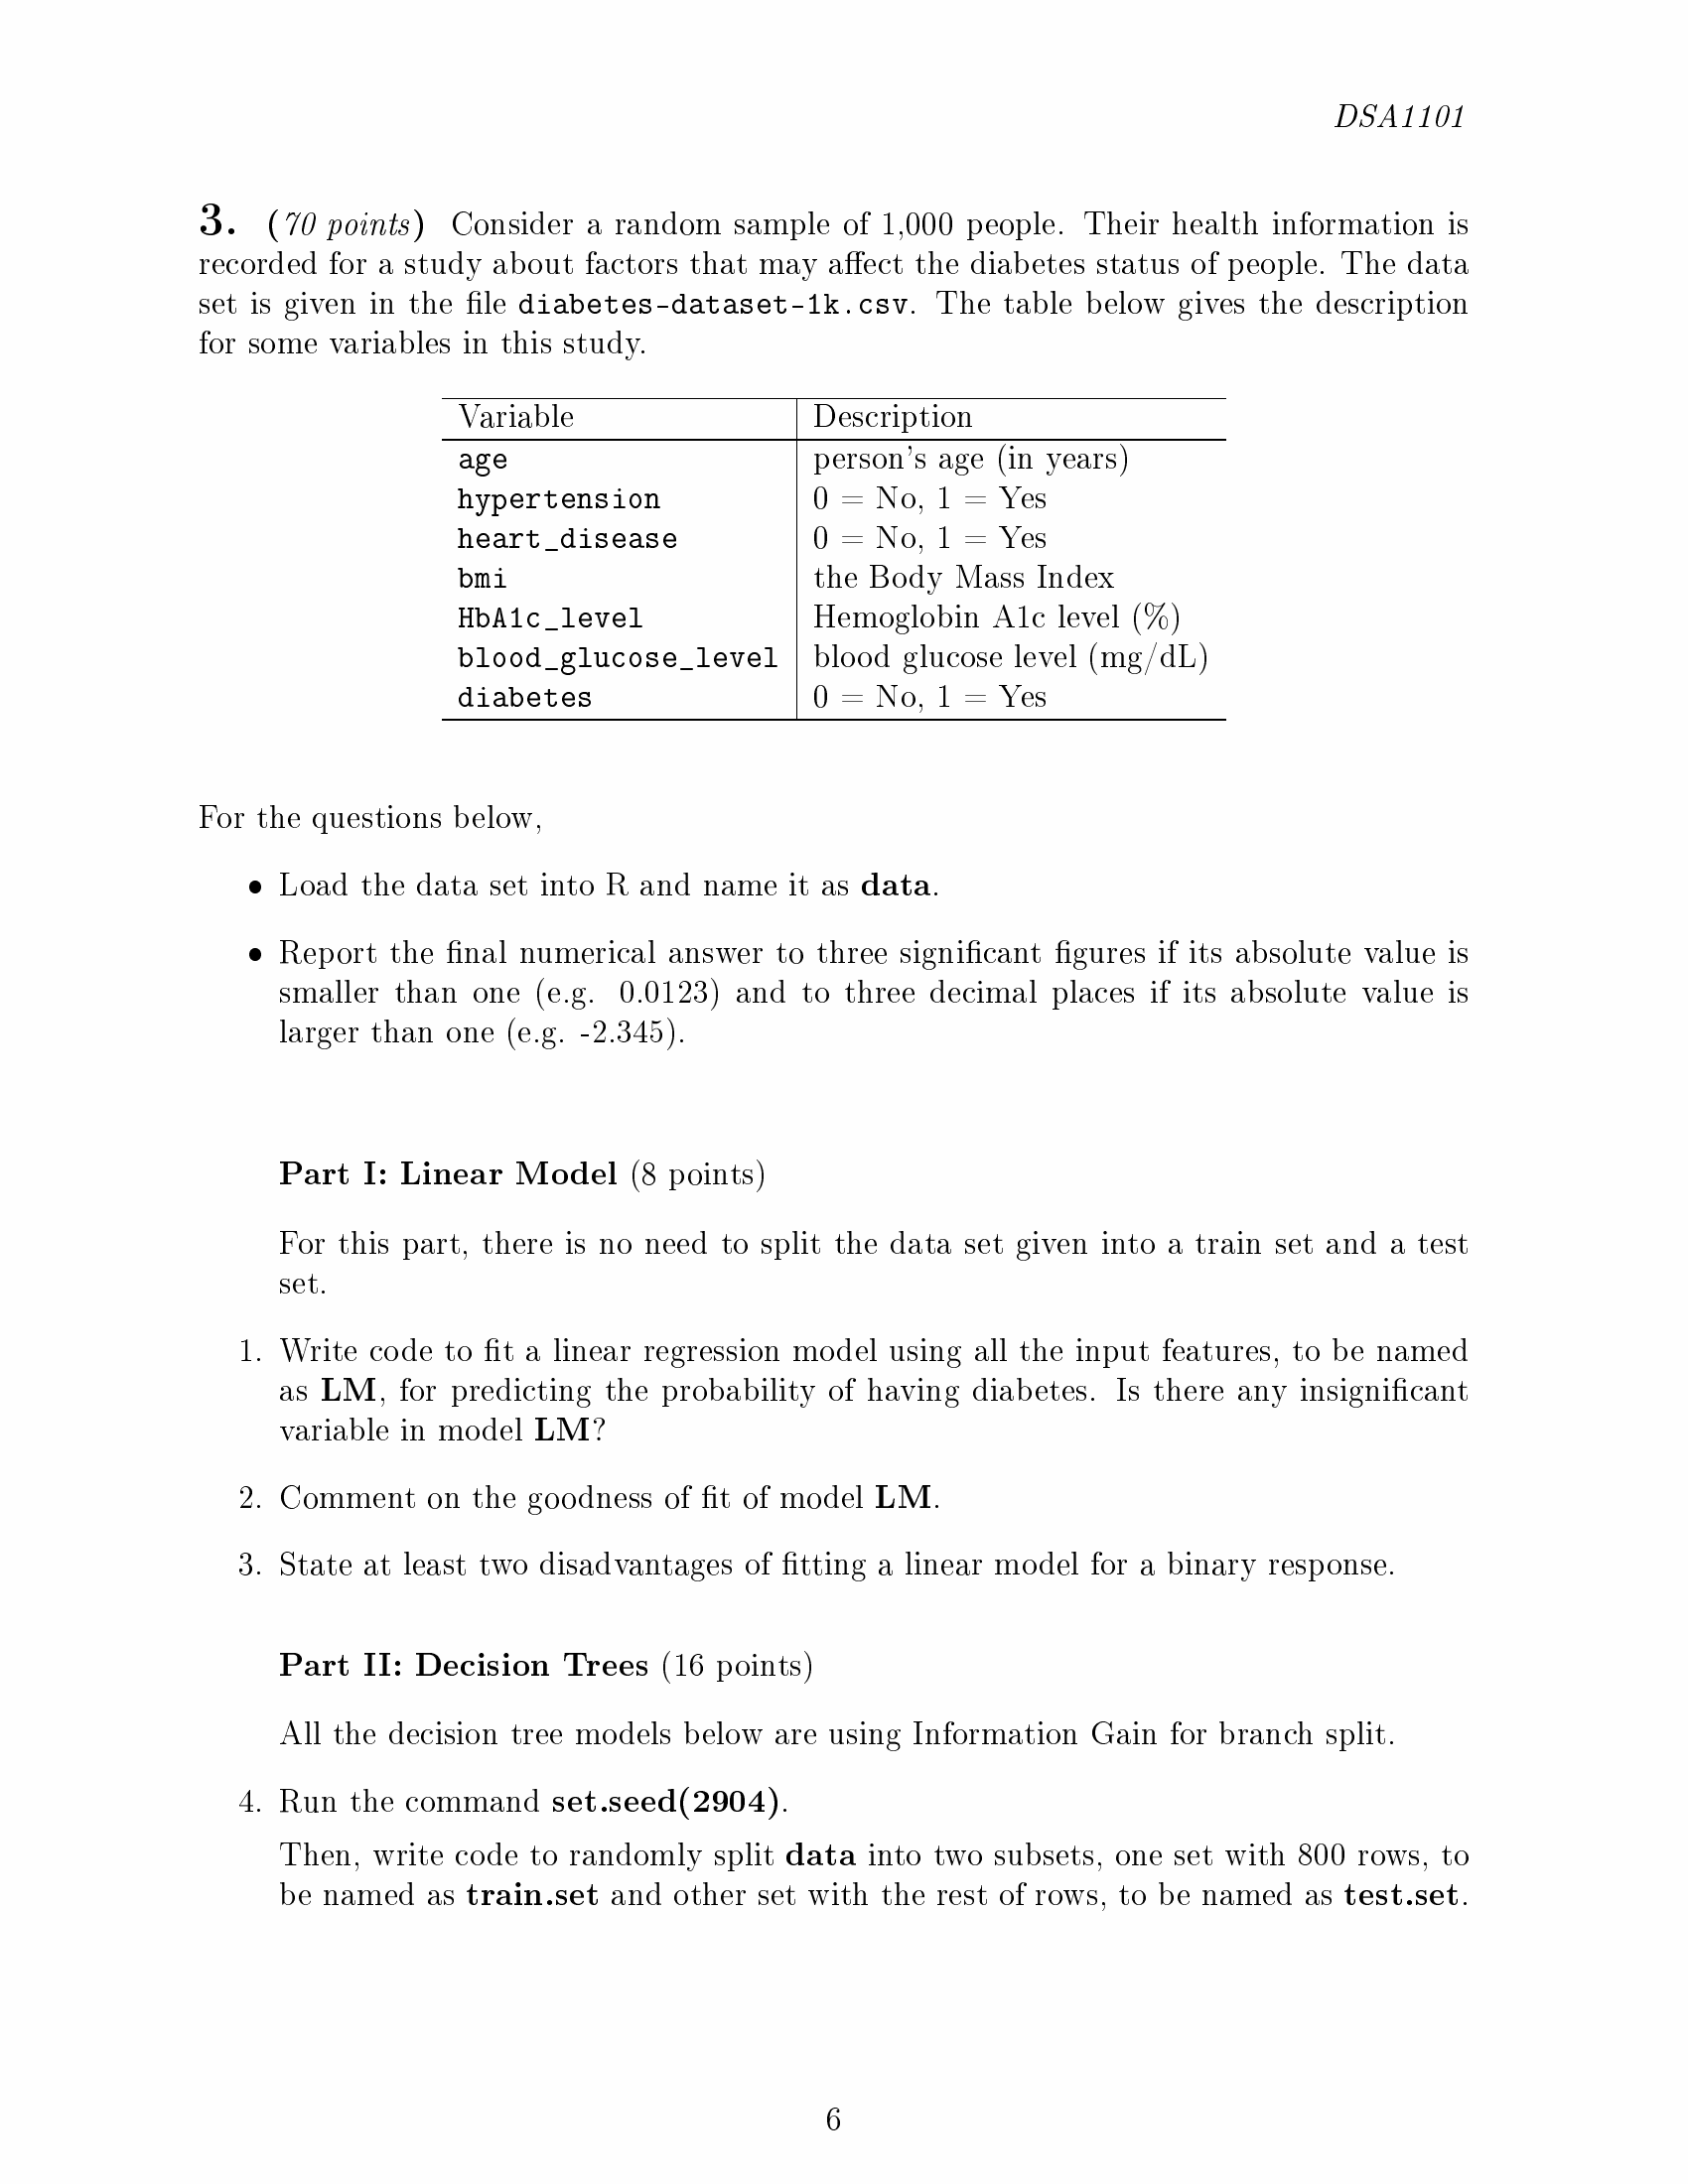 DSA1101
3. (70 points) Consider a random sample of 1,000 people. Their health information is
recorded for a study about factors that may affect the diabetes status of people. The data
set is given in the file diabetes-dataset-1k.csv. The table below gives the description
for some variables in this study.
Variable Description
age person's age (in years)
hypertension 0 = No, 1 = Yes
heart_disease 0 = No, 1 = Yes
bmi the Body Mass Index
HbA1c_level Hemoglobin A1c level (%)
blood_glucose_level blood glucose level (mg/dL)
diabetes 0 = No, 1 = Yes
For the questions below,
• Load the data set into R and name it as data.
• Report the final numerical answer to three significant figures if its absolute value is
smaller than one (e.g. 0.0123) and to three decimal places if its absolute value is
larger than one (e.g. -2.345).
Part I: Linear Model (8 points)
For this part, there is no need to split the data set given into a train set and a test
set.
1. Write code to fit a linear regression model using all the input features, to be named
as LM, for predicting the probability of having diabetes. Is there any insignificant
variable in model LM?
2. Comment on the goodness of fit of model LM.
3. State at least two disadvantages of fitting a linear model for a binary response.
Part II: Decision Trees (16 points)
All the decision tree models below are using Information Gain for branch split.
4. Run the command set.seed(2904).
Then, write code to randomly split data into two subsets, one set with 800 rows, to
be named as train.set and other set with the rest of rows, to be named as test.set.
6